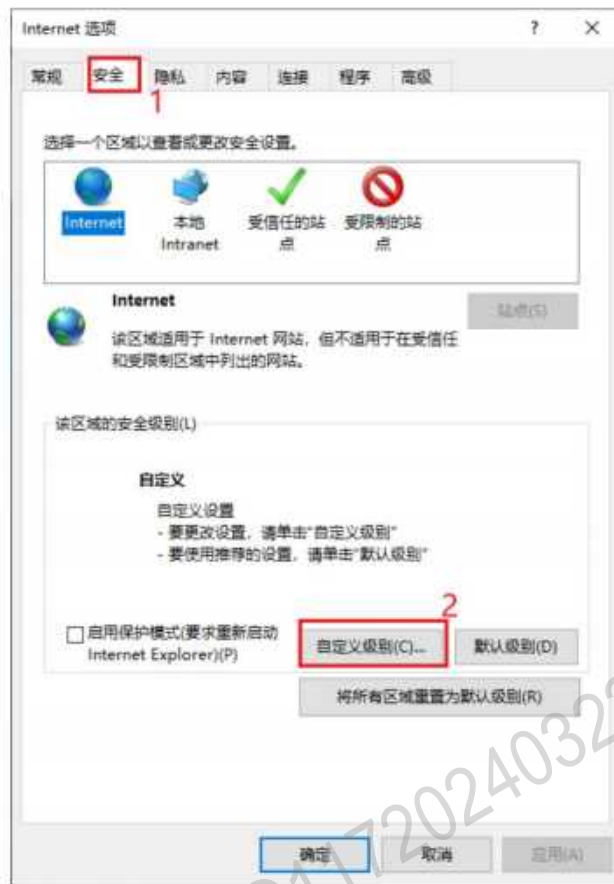 Internet 选项 ? ×
常规 安全 隐私 内容 连接 程序 高级
1
选择一个区域以查看或更改安全设置。
Internet 本地 受信任的站 受限制的站
Intranet 点 点
Internet
站点(S)
该区域适用于 Internet 网站，但不适用于在受信任
和受限制区域中列出的网站。
该区域的安全级别(L)
自定义
自定义设置
- 要更改设置，请单击"自定义级别"
- 要使用推荐的设置，请单击"默认级别"
2
启用保护模式(要求重新启动
Internet Explorer)(P)
自定义级别(C)... 默认级别(D)
将所有区域重置为默认级别(R)
确定 取消 应用(A)